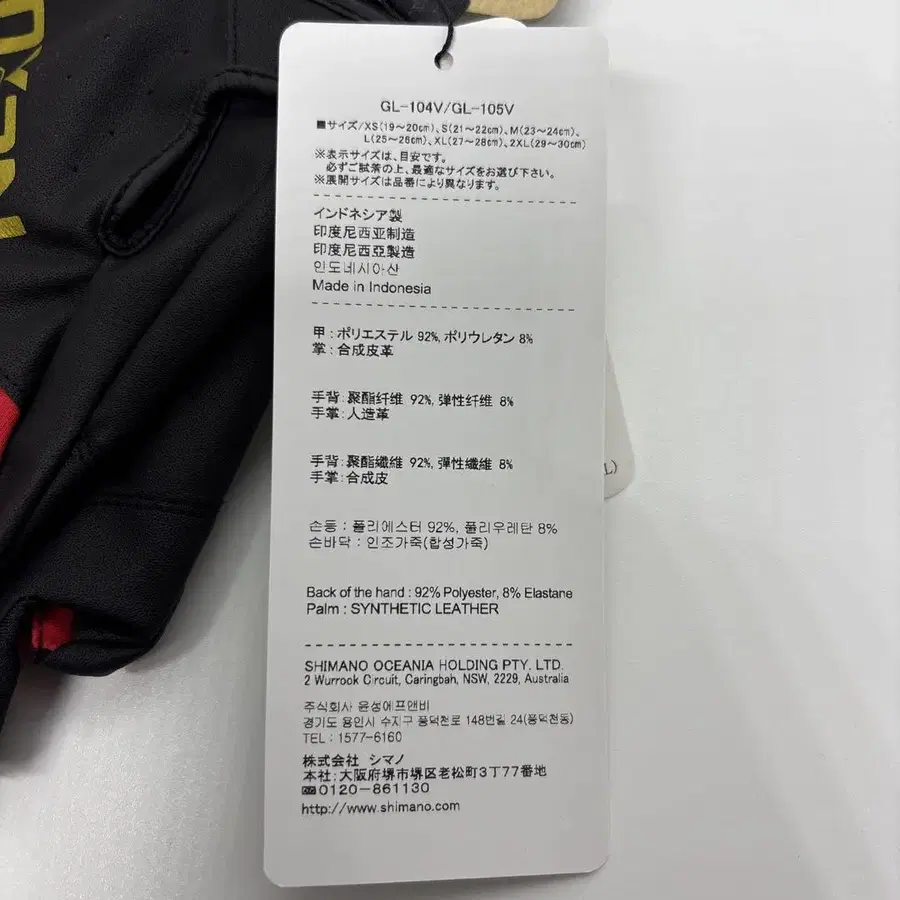 GL-104V/GL-105V
■サイズ/XS(19～20cm)、S(21～22cm)、M(23～24cm)、
L(25～26cm)、XL(27～28cm)、2XL(29～30cm)
※表示サイズは、目安です。
必ずご試着の上、最適なサイズをお選び下さい。
※展開サイズは品番により異なります。
インドネシア製
印度尼西亚制造
印度尼西亞製造
인도네시아산
Made in Indonesia
甲：ポリエステル 92%, ポリウレタン 8%
掌：合成皮革
手背：聚酯纤维 92%, 弹性纤维 8%
手掌：人造革
手背：聚酯纖維 92%, 彈性纖維 8%
手掌：合成皮
손등 : 폴리에스터 92%, 풀리우레탄 8%
손바닥 : 인조가죽(합성가죽)
Back of the hand : 92% Polyester, 8% Elastane
Palm : SYNTHETIC LEATHER
SHIMANO OCEANIA HOLDING PTY. LTD.
2 Wurrook Circuit, Caringbah, NSW, 2229, Australia
주식회사 윤성에프앤비
경기도 용인시 수지구 풍덕천로 148번길 24(풍덕천동)
TEL : 1577-6160
株式会社 シマノ
本社：大阪府堺市堺区老松町3丁77番地
0120-861130
http://www.shimano.com
L)